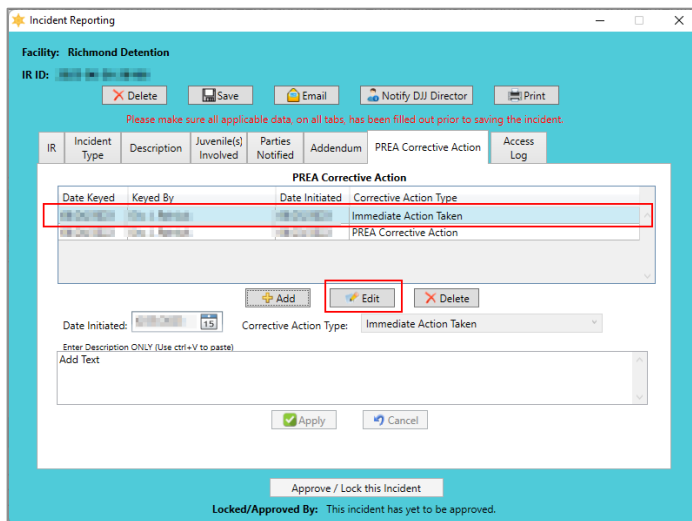 Incident Reporting
Facility: Richmond Detention
IR ID:
Delete Save Email Notify DJJ Director Print
Please make sure all applicable data, on all tabs, has been filled out prior to saving the incident.
IR Incident Type Description Juvenile(s) Involved Parties Notified Addendum PREA Corrective Action Access Log
PREA Corrective Action
Date Keyed Keyed By Date Initiated Corrective Action Type
Immediate Action Taken
PREA Corrective Action
Add Edit Delete
Date Initiated: 15 Corrective Action Type: Immediate Action Taken
Enter Description ONLY (Use ctrl+V to paste)
Add Text
Apply Cancel
Approve / Lock this Incident
Locked/Approved By: This incident has yet to be approved.